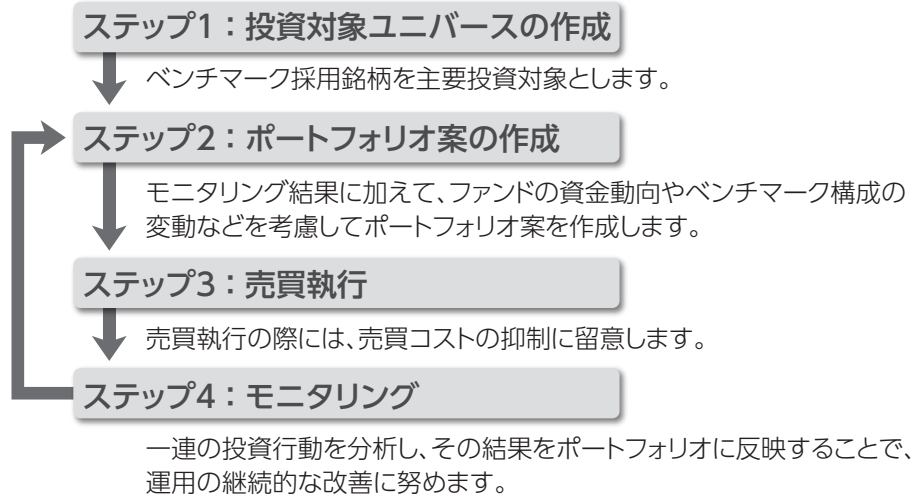 ステップ1：投資対象ユニバースの作成
ベンチマーク採用銘柄を主要投資対象とします。
ステップ2：ポートフォリオ案の作成
モニタリング結果に加えて、ファンドの資金動向やベンチマーク構成の
変動などを考慮してポートフォリオ案を作成します。
ステップ3：売買執行
売買執行の際には、売買コストの抑制に留意します。
ステップ4：モニタリング
一連の投資行動を分析し、その結果をポートフォリオに反映することで、
運用の継続的な改善に努めます。